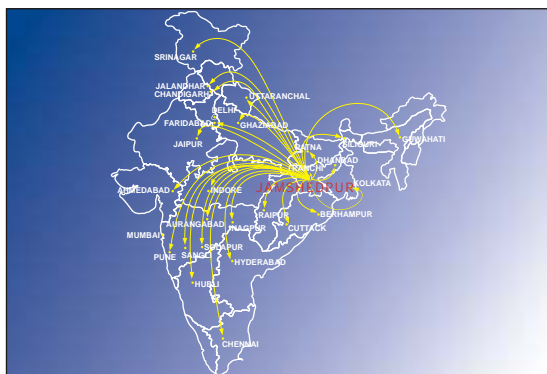 SRINAGAR
JALANDHAR
CHANDIGARH
UTTARANCHAL
DELHI
FARIDABAD
GHAZIABAD
JAIPUR
PATNA
SILIGURI
GUWAHATI
DHANBAD
RANCHI
KOLKATA
JAMSHEDPUR
AHMEDABAD
INDORE
RAIPUR
BERHAMPUR
AURANGABAD
NAGPUR
CUTTACK
MUMBAI
PUNE
SANGLI
SOLAPUR
HYDERABAD
HUBLI
CHENNAI